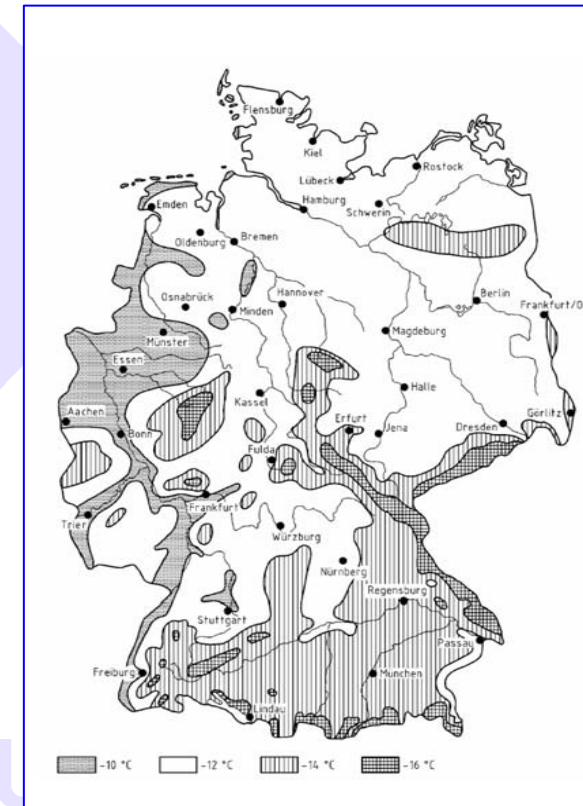 Flensburg
Kiel
Rostock
Lübeck
Hamburg
Schwerin
Emden
Oldenburg
Bremen
Osnabrück
Minden
Hannover
Berlin
Frankfurt/O
Münster
Magdeburg
Essen
Kassel
Halle
Aachen
Bonn
Erfurt
Jena
Dresden
Görlitz
Fulda
Frankfurt
Trier
Würzburg
Nürnberg
Regensburg
Stuttgart
Passau
Freiburg
München
Lindau
-10 °C -12 °C -14 °C -16 °C